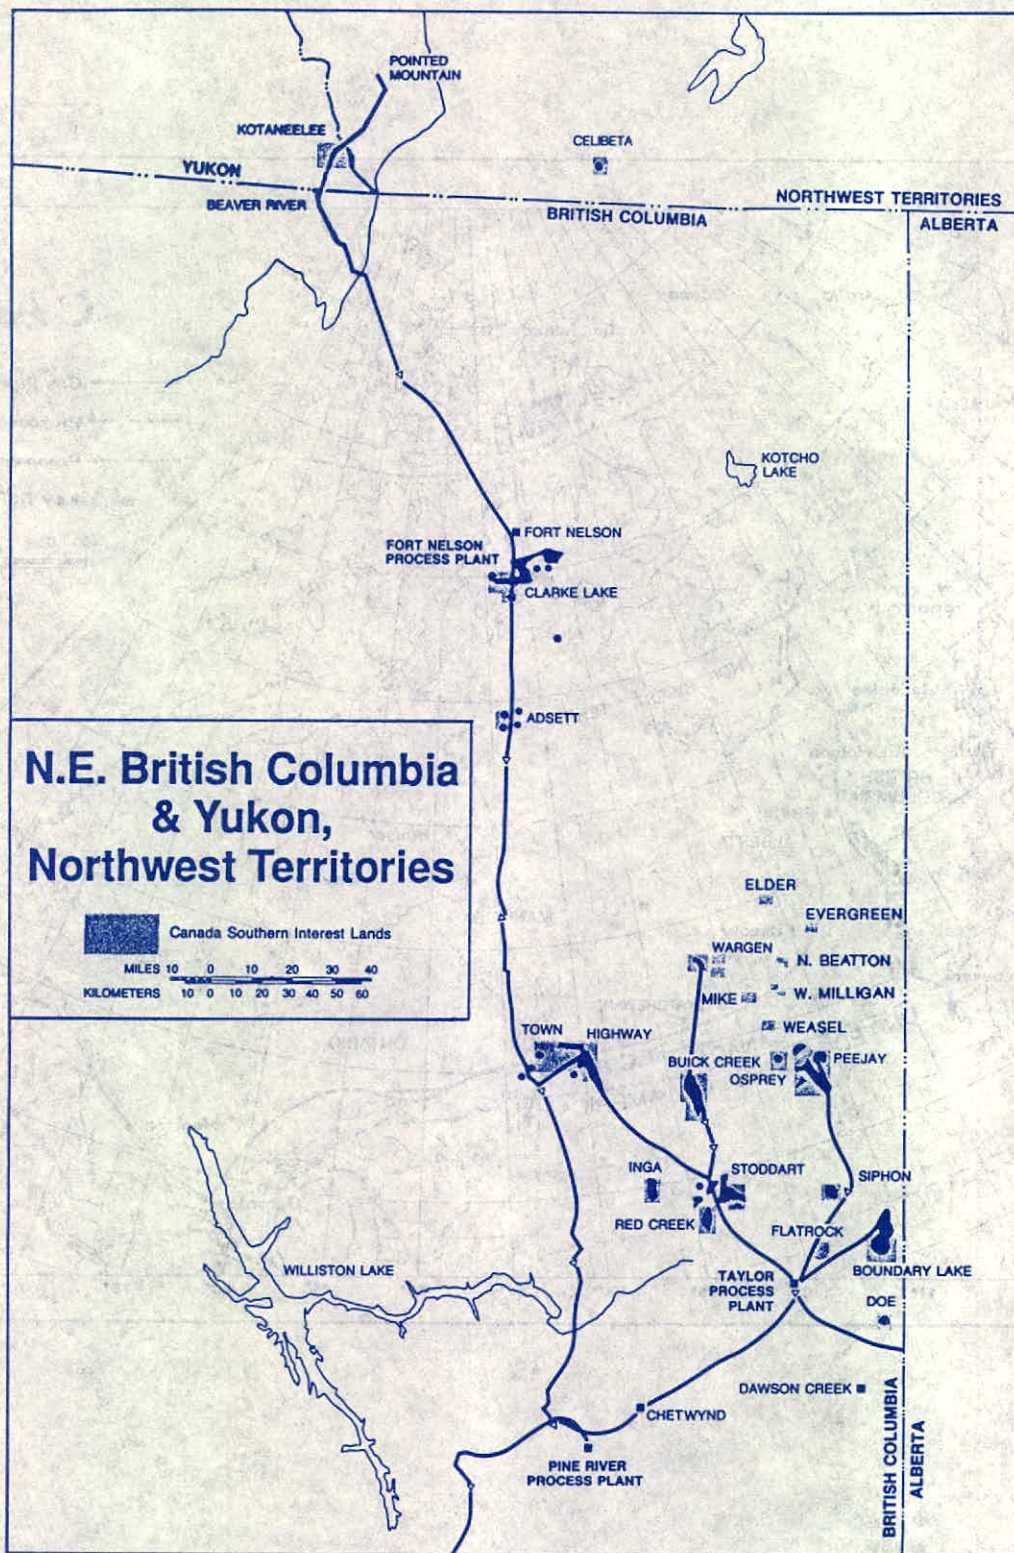 POINTED
MOUNTAIN
KOTANEELEE
CELIBETA
YUKON
BEAVER RIVER
NORTHWEST TERRITORIES
BRITISH COLUMBIA
ALBERTA
KOTCHO
LAKE
FORT NELSON
FORT NELSON
PROCESS PLANT
CLARKE LAKE
ADSETT
N.E. British Columbia
& Yukon,
Northwest Territories
Canada Southern Interest Lands
MILES 10 0 10 20 30 40
KILOMETERS 10 0 10 20 30 40 50 60
ELDER
EVERGREEN
WARGEN
N. BEATTON
MIKE
W. MILLIGAN
WEASEL
TOWN
HIGHWAY
BUICK CREEK
PEEJAY
OSPREY
INGA
STODDART
SIPHON
RED CREEK
FLATROCK
WILLISTON LAKE
BOUNDARY LAKE
TAYLOR
PROCESS
PLANT
DOE
DAWSON CREEK
CHETWYND
PINE RIVER
PROCESS PLANT
BRITISH COLUMBIA
ALBERTA